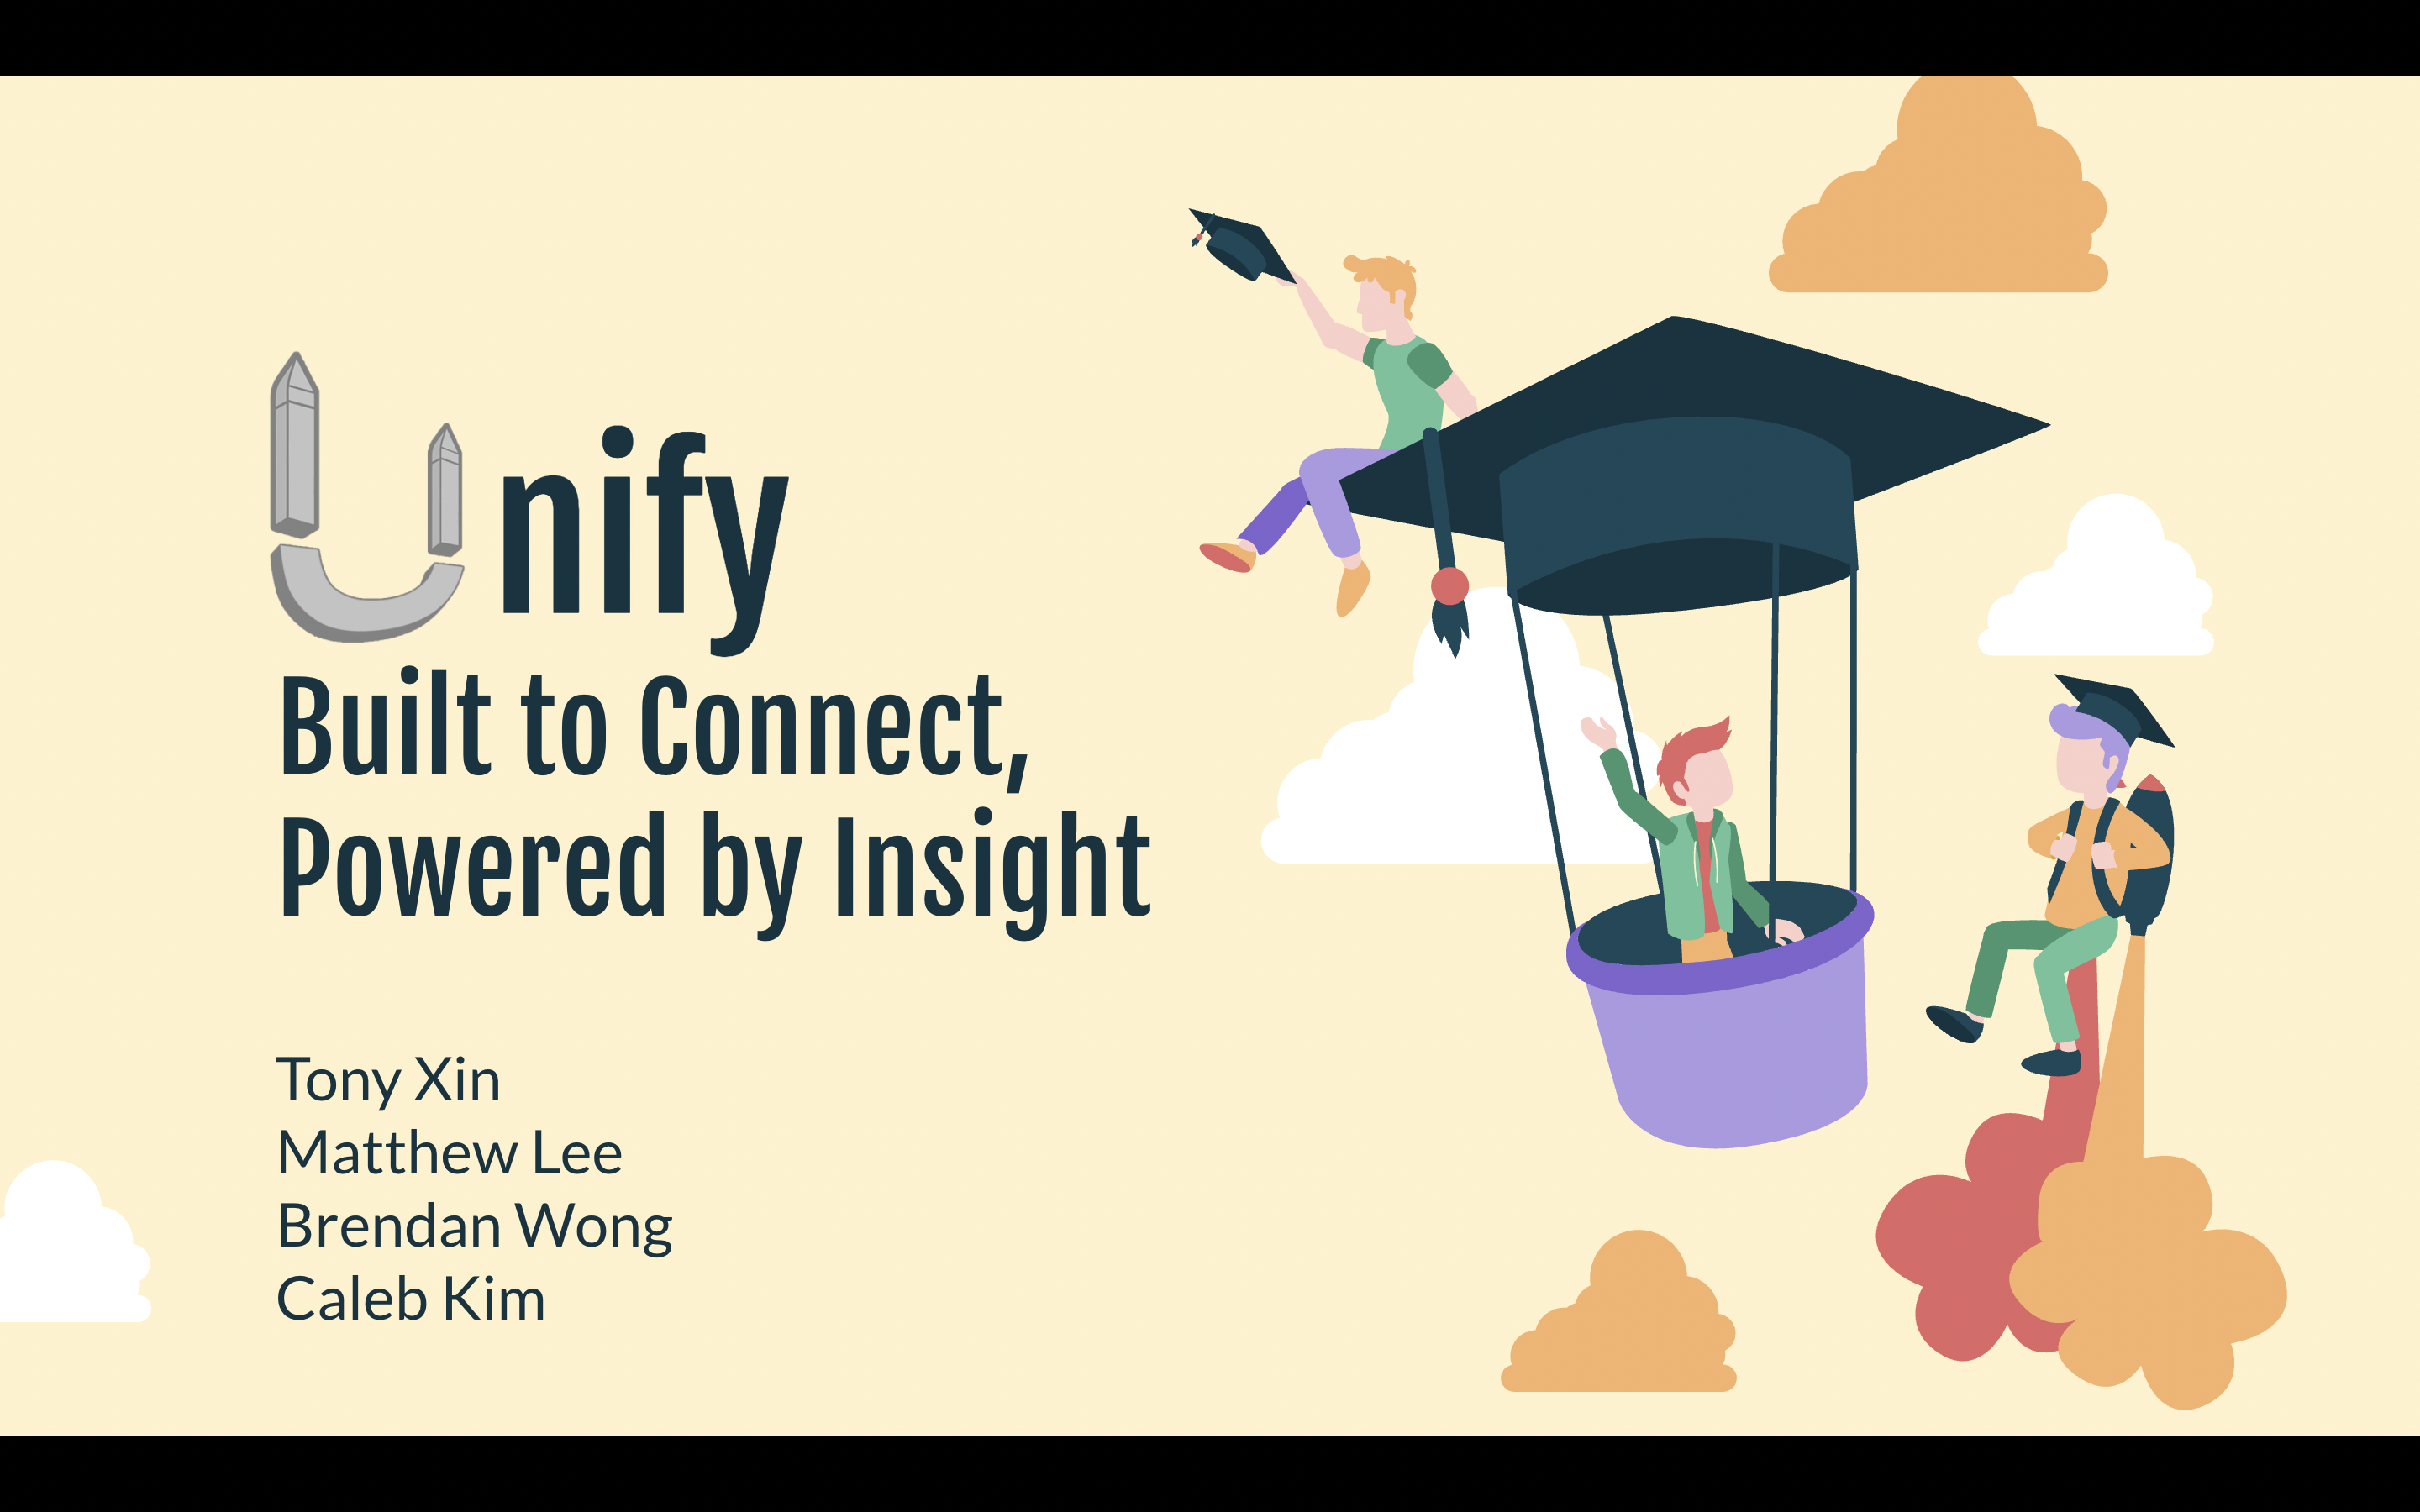 Unify
Built to Connect,
Powered by Insight
Tony Xin
Matthew Lee
Brendan Wong
Caleb Kim